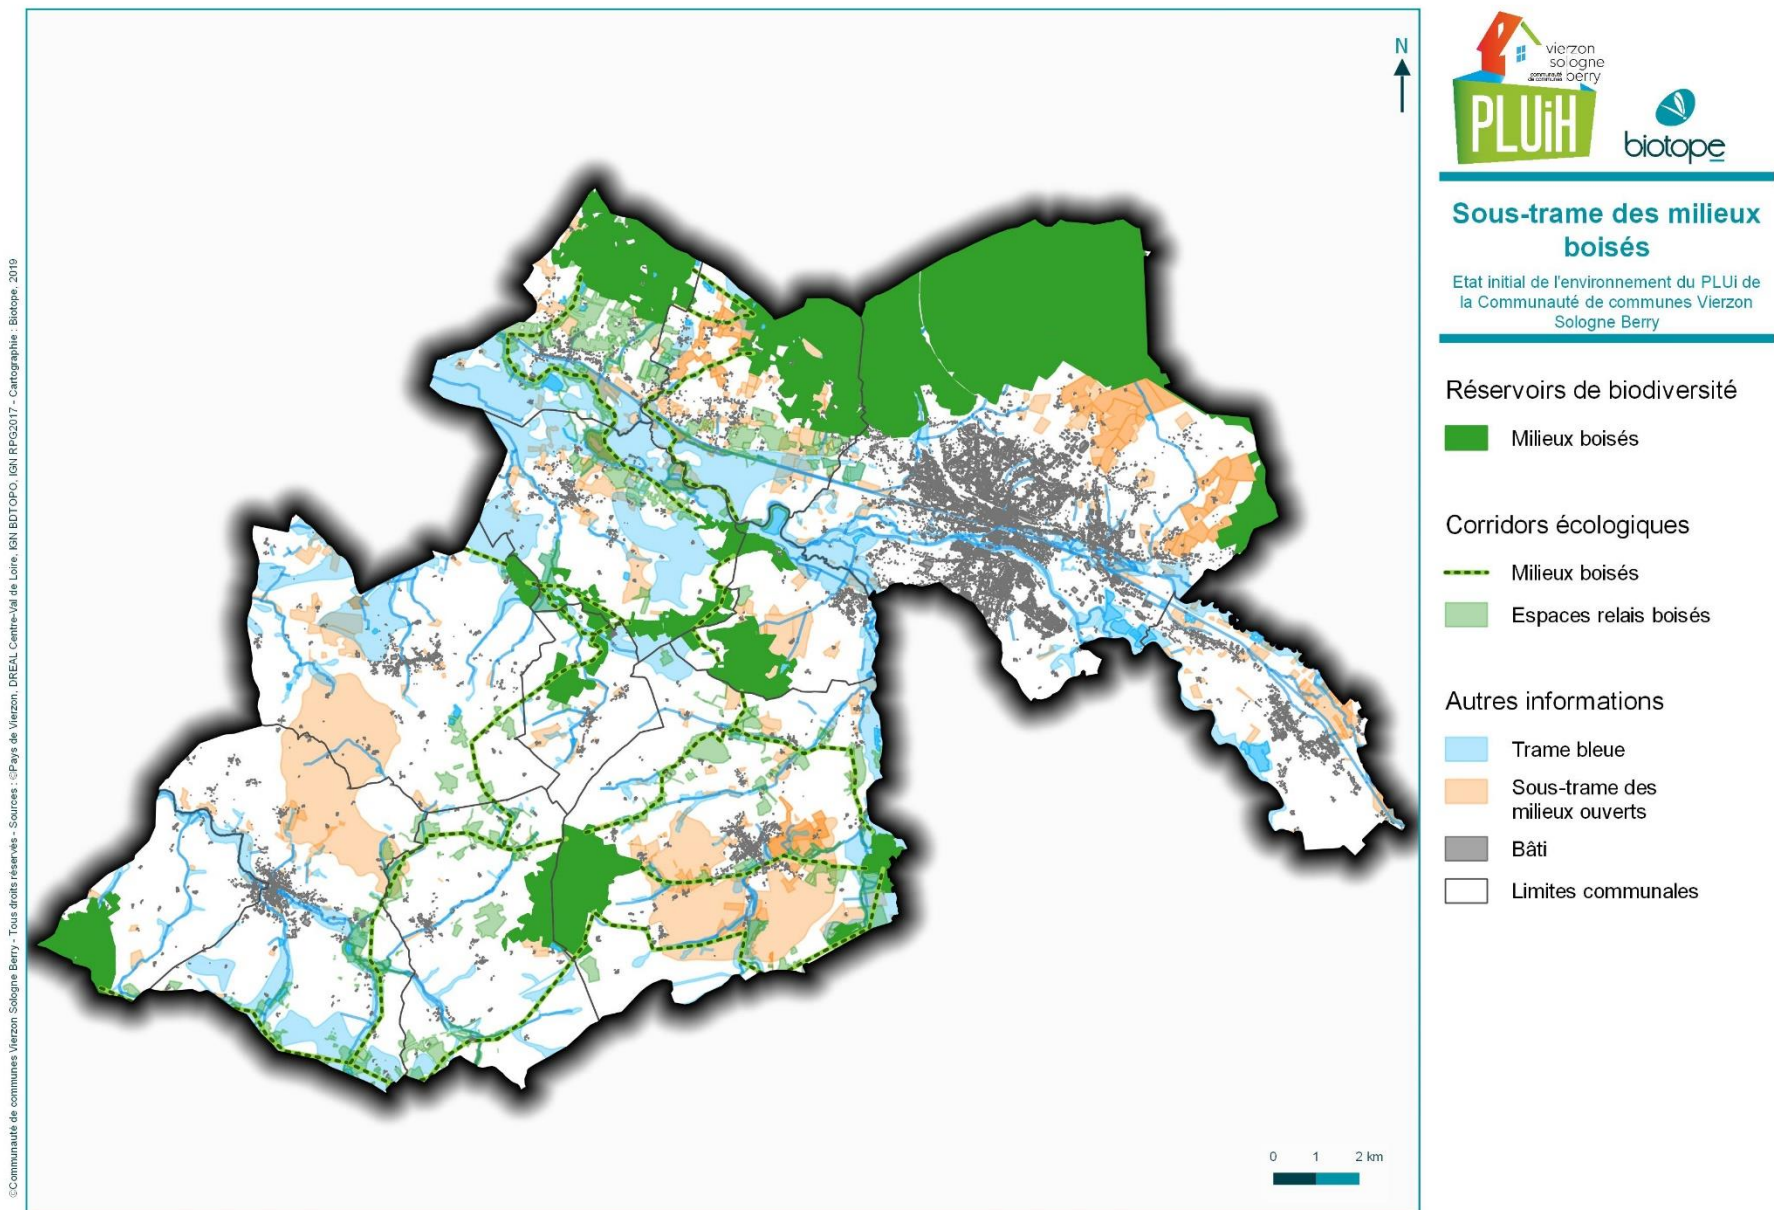 N
vierzon
sologne
communauté
de communes berry
PLUiH
biotope
Sous-trame des milieux
boisés
Etat initial de l'environnement du PLUi de
la Communauté de communes Vierzon
Sologne Berry
Réservoirs de biodiversité
Milieux boisés
Corridors écologiques
Milieux boisés
Espaces relais boisés
Autres informations
Trame bleue
Sous-trame des
milieux ouverts
Bâti
Limites communales
0 1 2 km
©Communauté de communes Vierzon Sologne Berry - Tous droits réservés - Sources : ©Pays de Vierzon, DREAL Centre-Val de Loire, IGN BDTOPO, IGN RPG2017 - Cartographie : Biotope, 2019